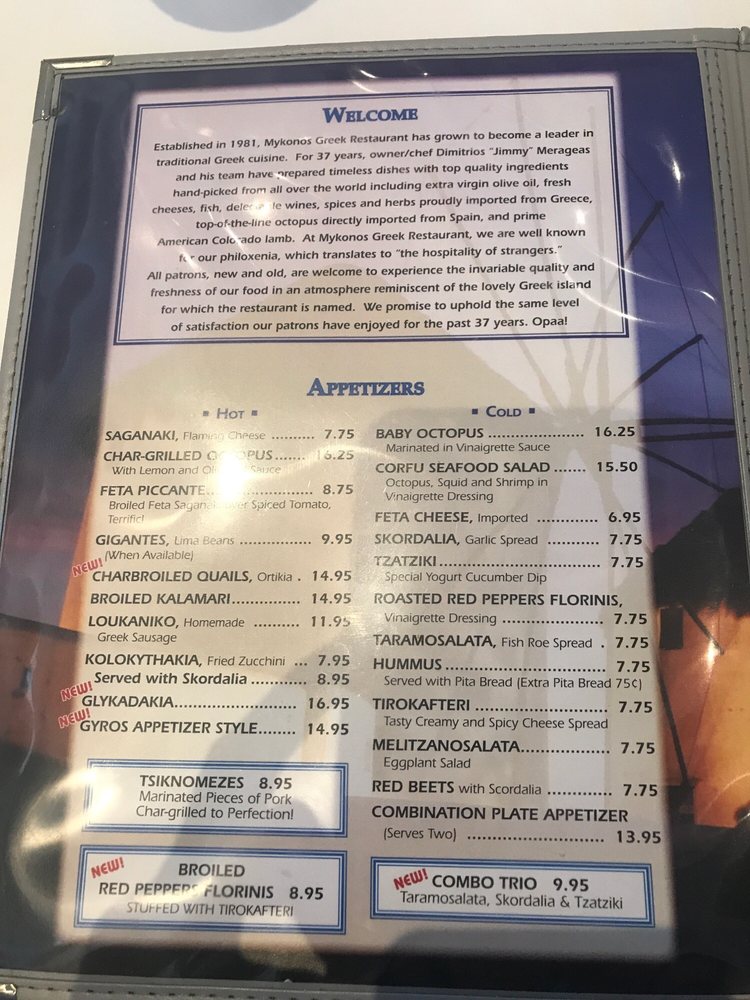 WELCOME
Established in 1981, Mykonos Greek Restaurant has grown to become a leader in
traditional Greek cuisine. For 37 years, owner/chef Dimitrios "Jimmy" Merageas
and his team have prepared timeless dishes with top quality ingredients
hand-picked from all over the world including extra virgin olive oil, fresh
cheeses, fish, delectable wines, spices and herbs proudly imported from Greece,
top-of-the-line octopus directly imported from Spain, and prime
American Colorado lamb. At Mykonos Greek Restaurant, we are well known
for our philoxenia, which translates to "the hospitality of strangers."
All patrons, new and old, are welcome to experience the invariable quality and
freshness of our food in an atmosphere reminiscent of the lovely Greek island
for which the restaurant is named. We promise to uphold the same level
of satisfaction our patrons have enjoyed for the past 37 years. Opaa!
APPETIZERS
▪ HOT ▪
SAGANAKI, Flaming Cheese .......... 7.75
CHAR-GRILLED OCTOPUS...... 16.25
With Lemon and Olive Oil Sauce
FETA PICCANTE........................ 8.75
Broiled Feta Saganaki over Spiced Tomato,
Terrific!
GIGANTES, Lima Beans .............. 9.95
(When Available)
NEW! CHARBROILED QUAILS, Ortikia . 14.95
BROILED KALAMARI............... 14.95
LOUKANIKO, Homemade .......... 11.95
Greek Sausage
KOLOKYTHAKIA, Fried Zucchini ... 7.95
Served with Skordalia ............ 8.95
NEW! GLYKADAKIA........................... 16.95
NEW! GYROS APPETIZER STYLE........ 14.95
TSIKNOMEZES 8.95
Marinated Pieces of Pork
Char-grilled to Perfection!
NEW! BROILED
RED PEPPERS FLORINIS 8.95
STUFFED WITH TIROKAFTERI
▪ COLD ▪
BABY OCTOPUS ...................... 16.25
Marinated in Vinaigrette Sauce
CORFU SEAFOOD SALAD ....... 15.50
Octopus, Squid and Shrimp in
Vinaigrette Dressing
FETA CHEESE, Imported .............. 6.95
SKORDALIA, Garlic Spread .......... 7.75
TZATZIKI.................................. 7.75
Special Yogurt Cucumber Dip
ROASTED RED PEPPERS FLORINIS,
Vinaigrette Dressing ....................... 7.75
TARAMOSALATA, Fish Roe Spread . 7.75
HUMMUS ................................ 7.75
Served with Pita Bread (Extra Pita Bread 75¢)
TIROKAFTERI ........................... 7.75
Tasty Creamy and Spicy Cheese Spread
MELITZANOSALATA.................... 7.75
Eggplant Salad
RED BEETS with Scordalia .............. 7.75
COMBINATION PLATE APPETIZER
(Serves Two) ............................... 13.95
NEW! COMBO TRIO 9.95
Taramosalata, Skordalia & Tzatziki